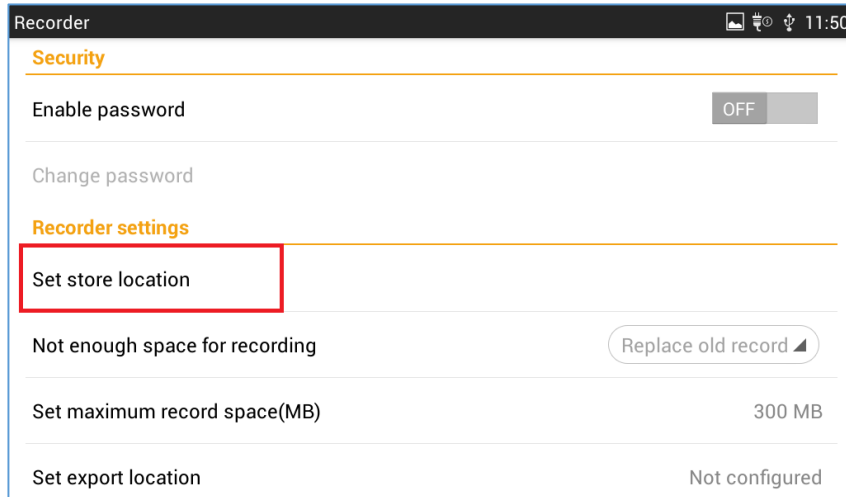 Recorder 11:50
Security
Enable password OFF
Change password
Recorder settings
Set store location
Not enough space for recording Replace old record
Set maximum record space(MB) 300 MB
Set export location Not configured